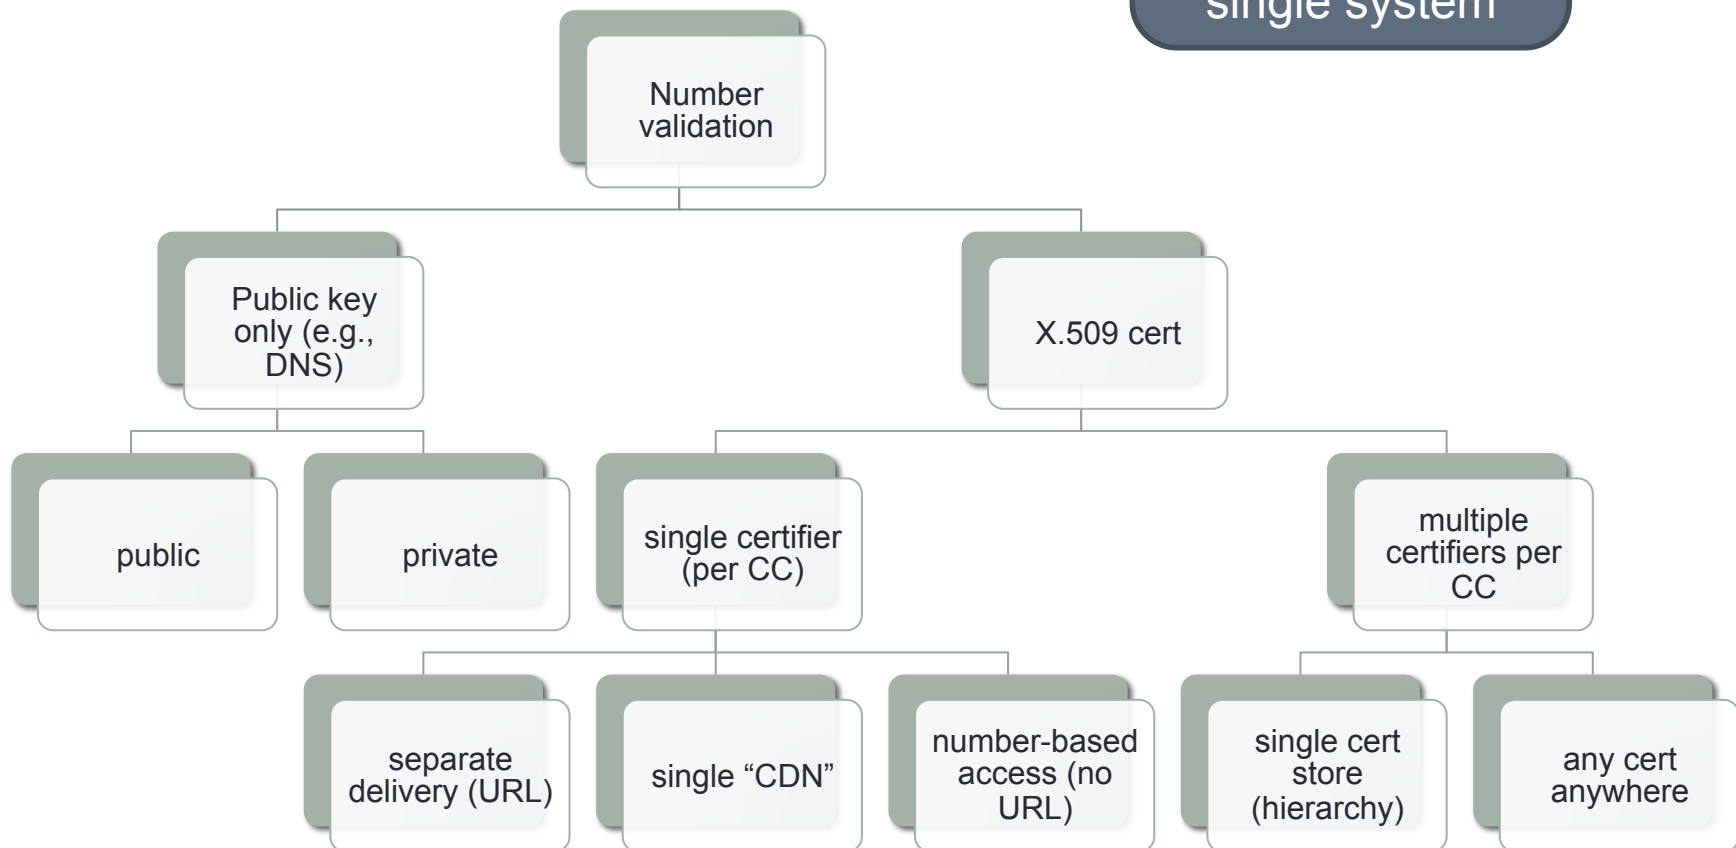 single system
Number
validation
Public key
only (e.g.,
DNS)
X.509 cert
public
private
single certifier
(per CC)
multiple
certifiers per
CC
separate
delivery (URL)
single “CDN”
number-based
access (no
URL)
single cert
store
(hierarchy)
any cert
anywhere